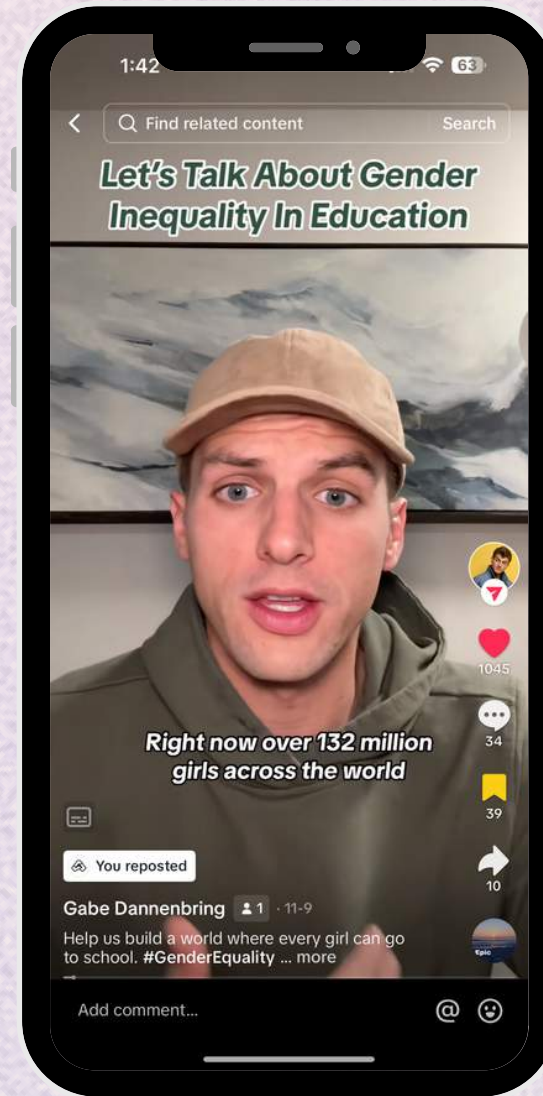 1:42
63
Find related content
Search
Let's Talk About Gender
Inequality In Education
1045
Right now over 132 million
girls across the world
34
39
You reposted
10
Gabe Dannenbring 1 · 11-9
Help us build a world where every girl can go
to school. #GenderEquality ... more
Epic
Add comment...
@